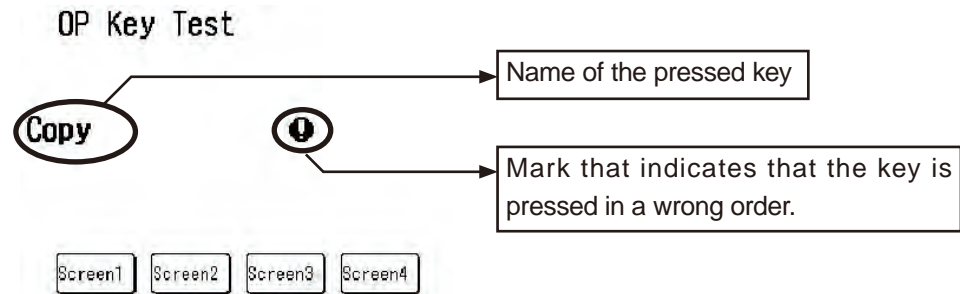 OP Key Test
Name of the pressed key
Copy
Mark that indicates that the key is
pressed in a wrong order.
Screen1 Screen2 Screen3 Screen4